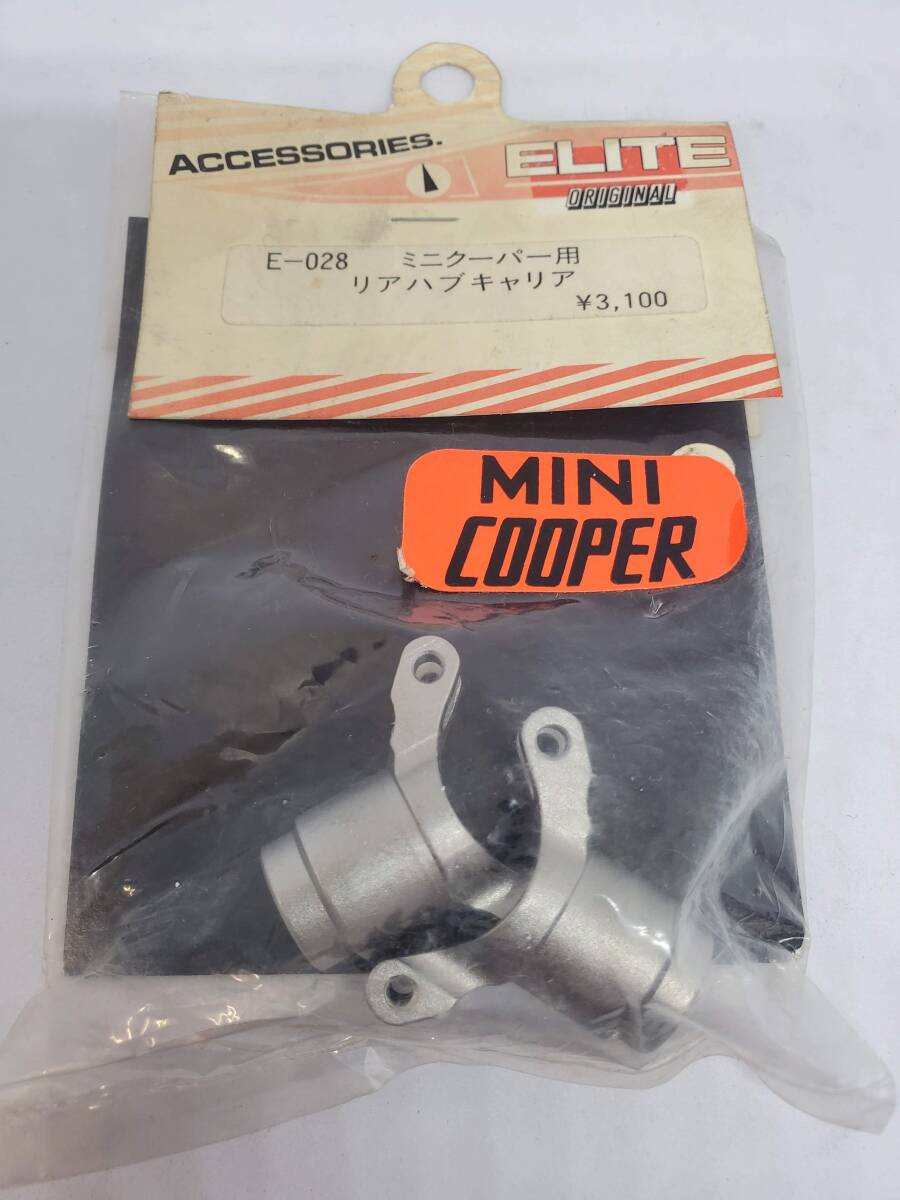 ACCESSORIES.
ELITE
ORIGINAL
E-028 ミニクーパー用
リアハブキャリア
¥3,100
MINI
COOPER